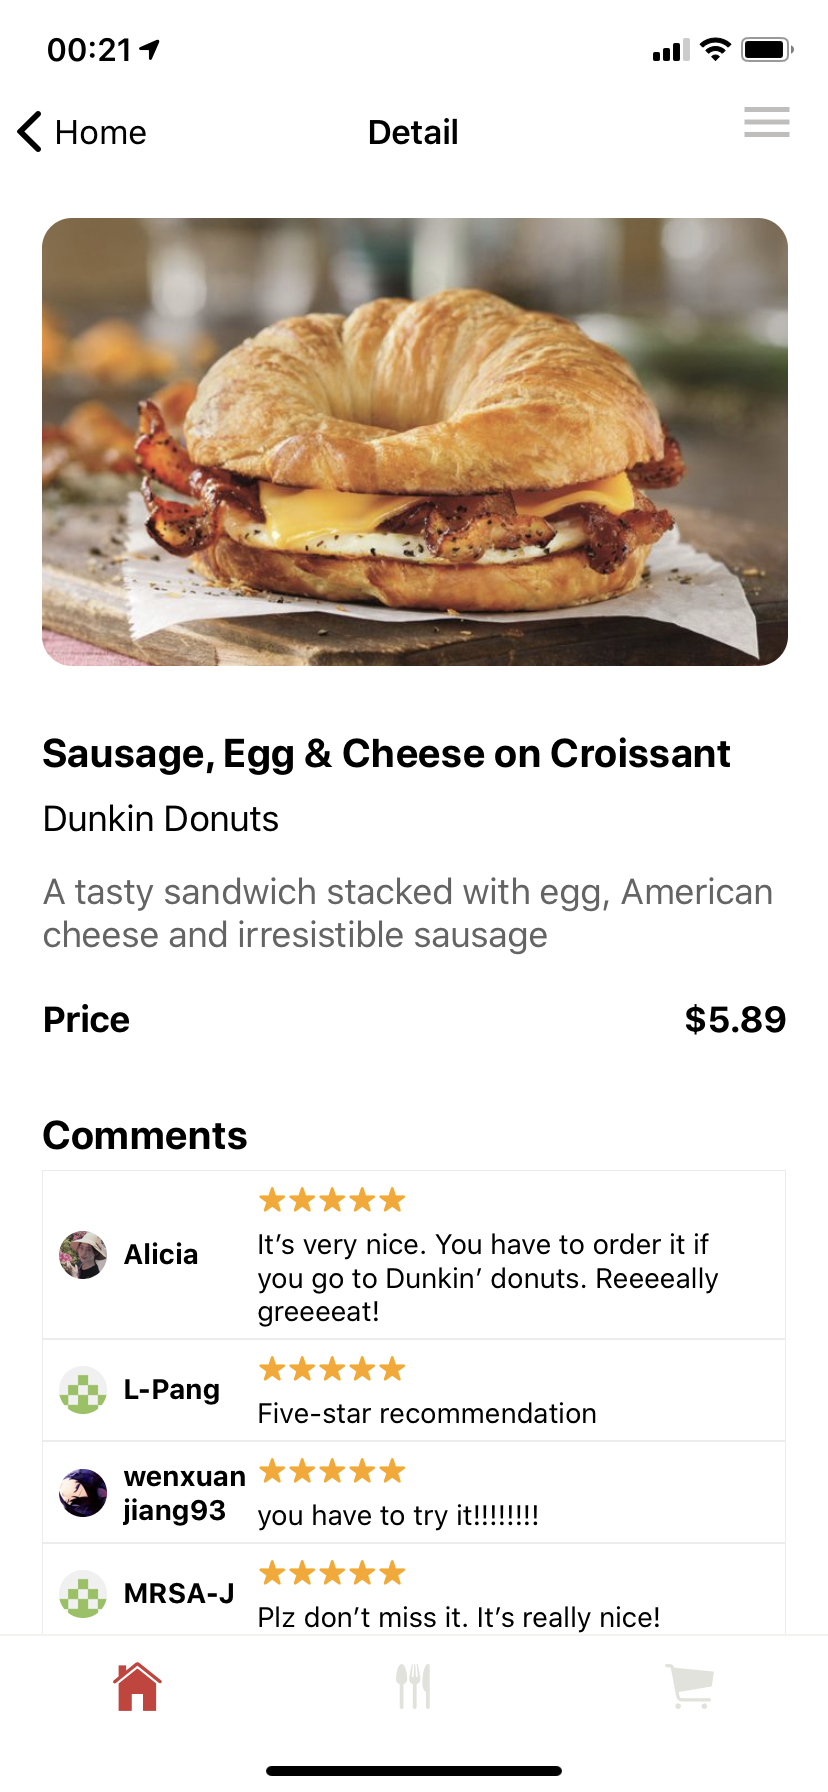 00:21
Home
Detail
Sausage, Egg & Cheese on Croissant
Dunkin Donuts
A tasty sandwich stacked with egg, American
cheese and irresistible sausage
Price
$5.89
Comments
Alicia
It’s very nice. You have to order it if
you go to Dunkin’ donuts. Reeeeally
greeeeat!
L-Pang
Five-star recommendation
wenxuan
jiang93
you have to try it!!!!!!!!
MRSA-J
Plz don’t miss it. It’s really nice!